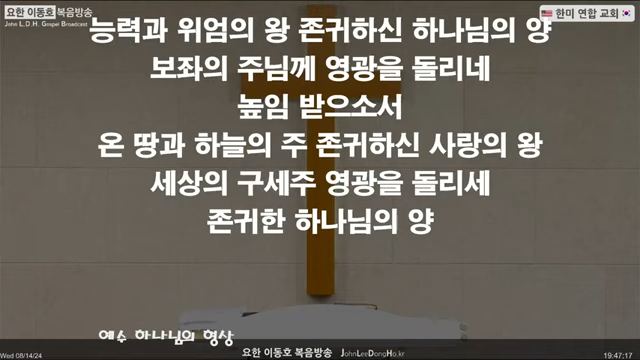 요한 이동호 복음방송
John L.D.H. Gospel Broadcast
🇺🇸 한미 연합 교회 🇰🇷
능력과 위엄의 왕 존귀하신 하나님의 양
보좌의 주님께 영광을 돌리네
높임 받으소서
온 땅과 하늘의 주 존귀하신 사랑의 왕
세상의 구세주 영광을 돌리세
존귀한 하나님의 양
예수 하나님의 형상
Wed 08/14/24
요한 이동호 복음방송 JohnLeeDongHo.kr
19:47:17